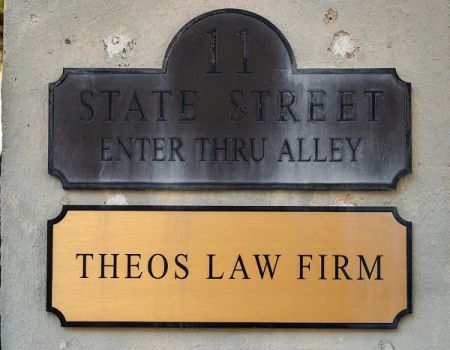 11
STATE STREET
ENTER THRU ALLEY
THEOS LAW FIRM